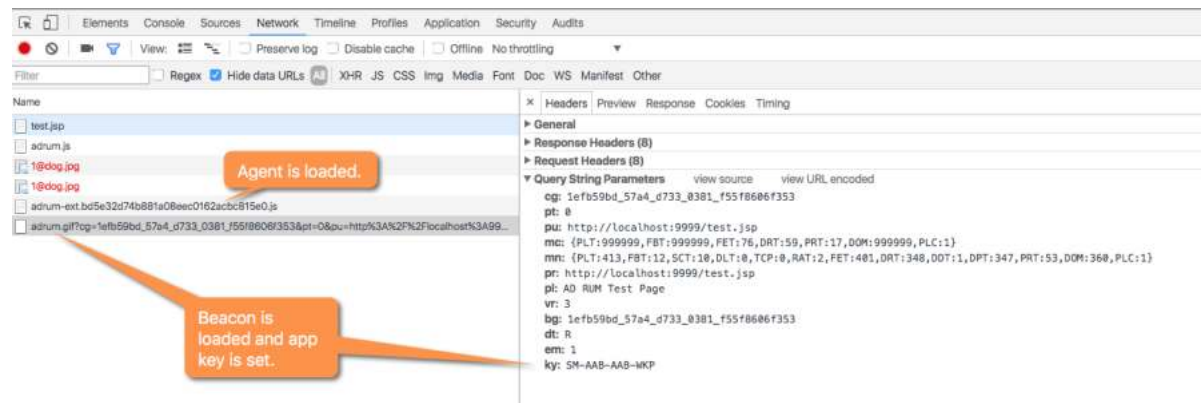 Elements Console Sources Network Timeline Profiles Application Security Audits
View: Preserve log Disable cache Offline No throttling
Filter Regex Hide data URLs All XHR JS CSS Img Media Font Doc WS Manifest Other
Name
test.jsp
adrum.js
1@dog.jpg
1@dog.jpg
adrum-ext.bd5e32d74b881a08eec0162acbc815e0.js
adrum.gif?cg=1efb59bd_57a4_d733_0381_f55f8606f353&pt=0&pu=http%3A%2F%2Flocalhost%3A99...
Agent is loaded.
Beacon is
loaded and app
key is set.
× Headers Preview Response Cookies Timing
General
Response Headers (8)
Request Headers (8)
Query String Parameters view source view URL encoded
cg: 1efb59bd_57a4_d733_0381_f55f8606f353
pt: 0
pu: http://localhost:9999/test.jsp
mc: {PLT:999999,FBT:999999,FET:76,DRT:59,PRT:17,DOM:999999,PLC:1}
mn: {PLT:413,FBT:12,SCT:10,DLT:0,TCP:0,RAT:2,FET:401,DRT:348,DDT:1,DPT:347,PRT:53,DOM:360,PLC:1}
pr: http://localhost:9999/test.jsp
pl: AD RUM Test Page
vr: 3
bg: 1efb59bd_57a4_d733_0381_f55f8606f353
dt: R
em: 1
ky: SM-AAB-AAB-WKP